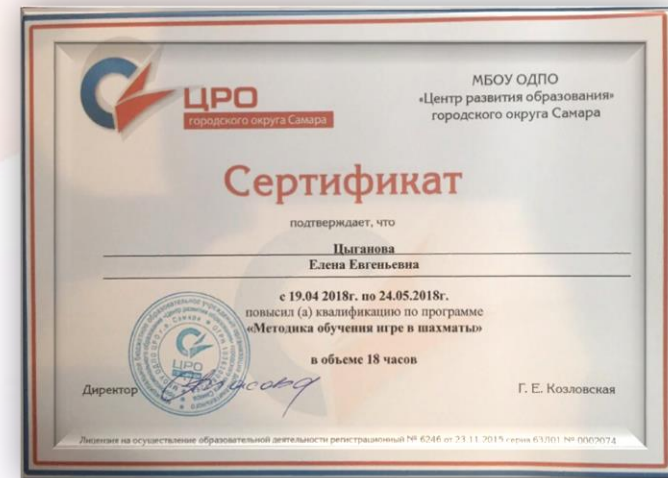 ЦРО
городского округа Самара
МБОУ ОДПО
«Центр развития образования»
городского округа Самара
Сертификат
подтверждает, что
Цыганова
Елена Евгеньевна
с 19.04 2018г. по 24.05.2018г.
повысил (а) квалификацию по программе
«Методика обучения игре в шахматы»
в объеме 18 часов
ЦРО
Директор
Г. Е. Козловская
Лицензия на осуществление образовательной деятельности регистрационный № 6246 от 23.11.2015 серия 63Л01 № 0002074